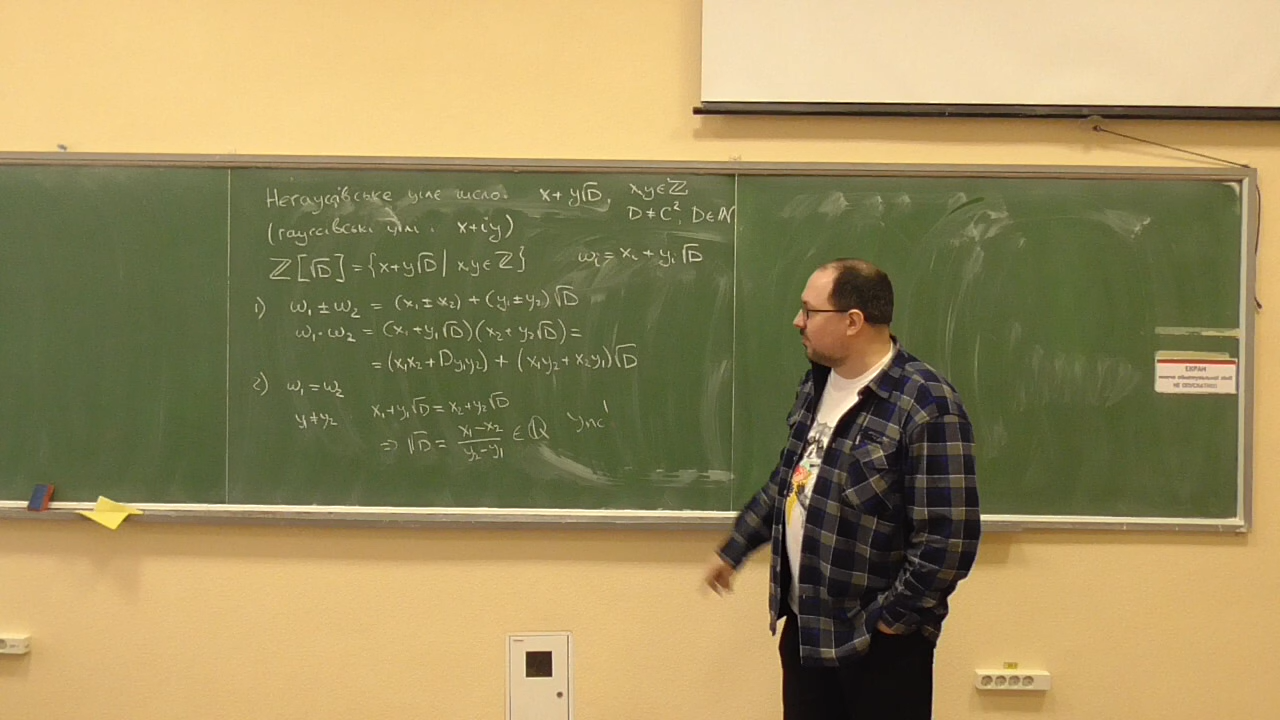 Негаусівське ціле число. x + y√D, x,y ∈ ℤ
D ≠ C², D ∈ ℕ
(гауссівські цілі: x + iy)
ℤ[√D] = {x + y√D | x,y ∈ ℤ} ωᵢ = xᵢ + yᵢ√D
1) ω₁ ± ω₂ = (x₁ ± x₂) + (y₁ ± y₂)√D
ω₁ · ω₂ = (x₁ + y₁√D)(x₂ + y₂√D) =
= (x₁x₂ + Dy₁y₂) + (x₁y₂ + x₂y₁)√D
2) ω₁ = ω₂
y₁ ≠ y₂ x₁ + y₁√D = x₂ + y₂√D
⇒ √D = (x₁ − x₂)/(y₂ − y₁) ∈ ℚ Упс!